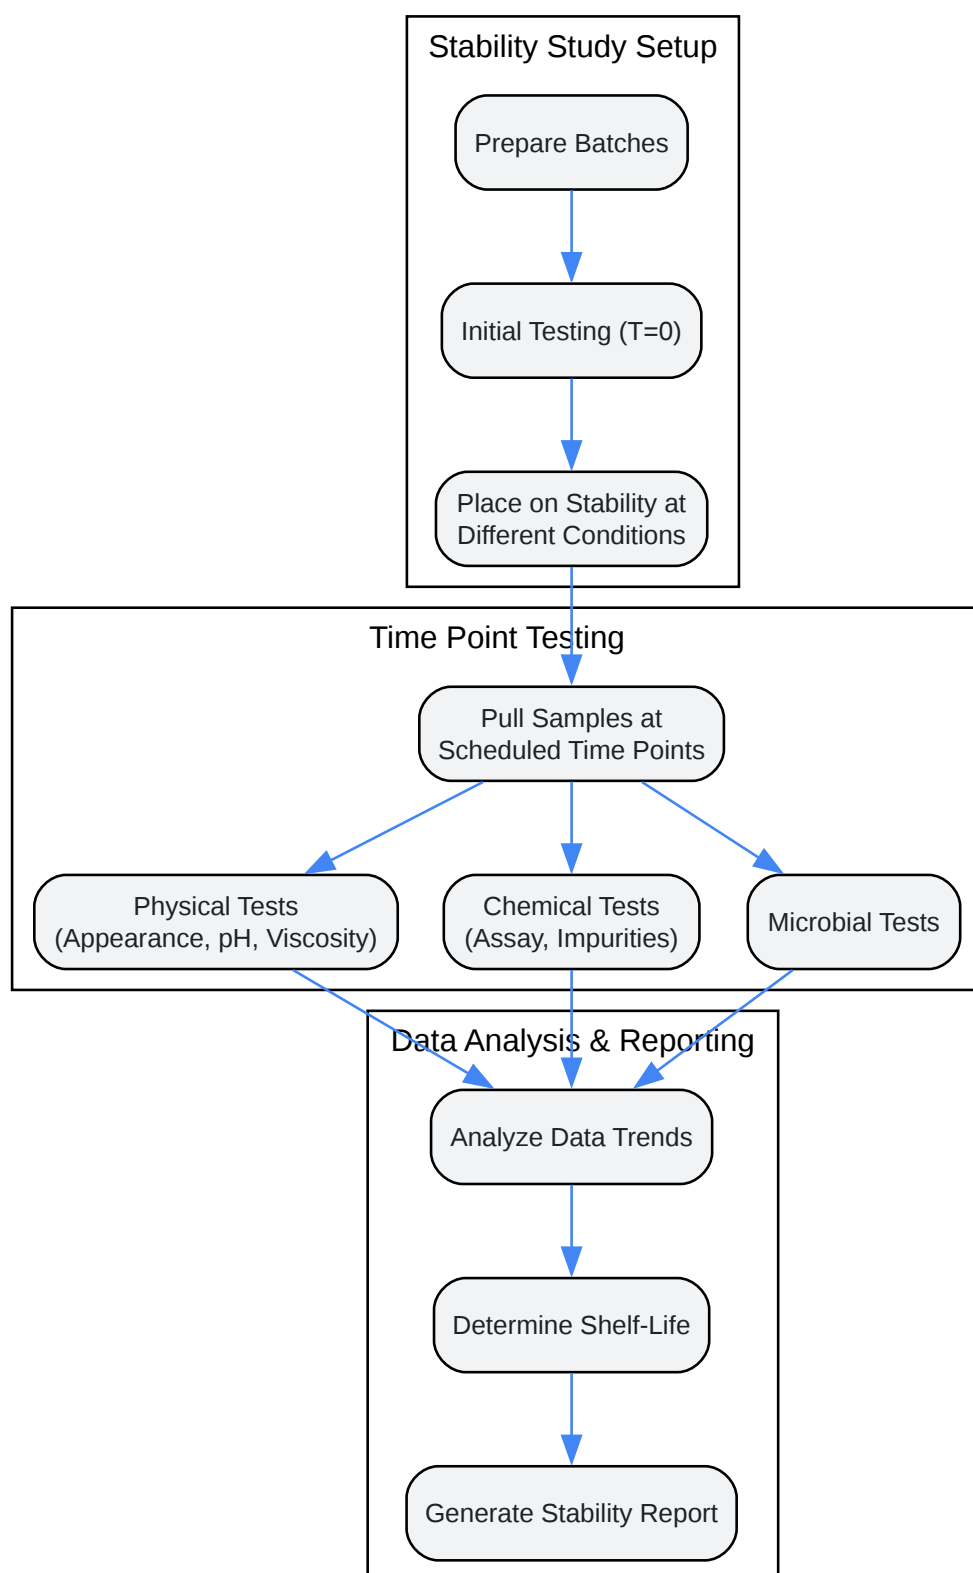 Stability Study Setup
Prepare Batches
Initial Testing (T=0)
Place on Stability at
Different Conditions
Time Point Testing
Pull Samples at
Scheduled Time Points
Physical Tests
(Appearance, pH, Viscosity)
Chemical Tests
(Assay, Impurities)
Microbial Tests
Data Analysis & Reporting
Analyze Data Trends
Determine Shelf-Life
Generate Stability Report